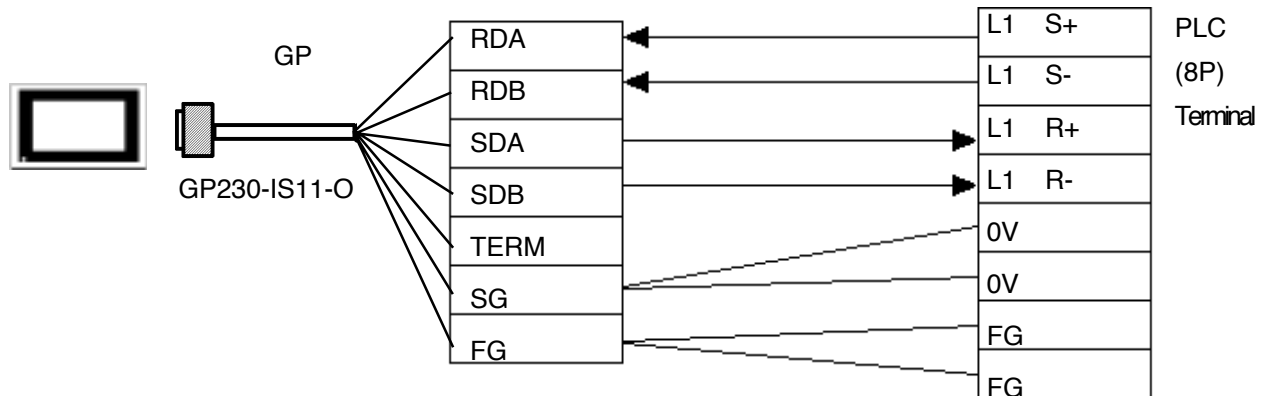 GP
GP230-IS11-O
RDA
RDB
SDA
SDB
TERM
SG
FG
L1 S+
L1 S-
L1 R+
L1 R-
0V
0V
FG
FG
PLC
(8P)
Terminal